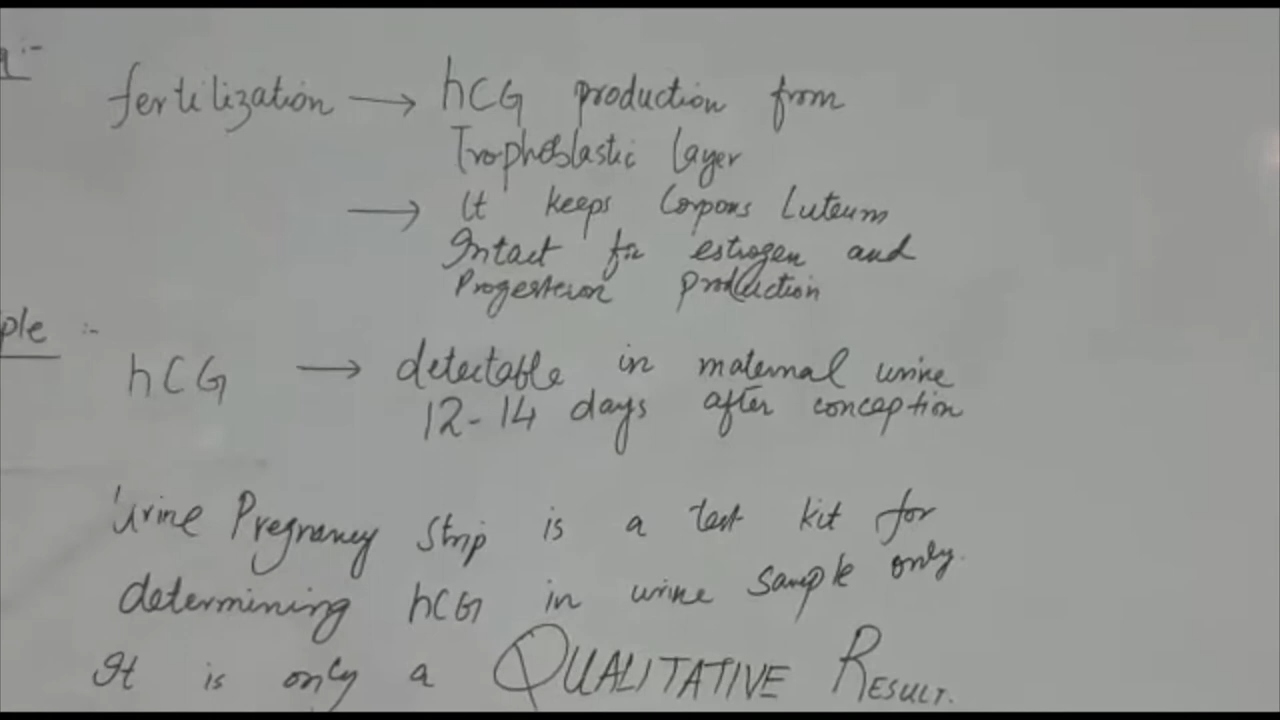 fertilization → hCG production from
Trophoblastic Layer
→ It keeps Corpous Luteum
Intact for estrogen and
Progesteron production
ple :-
hCG → detectable in maternal urine
12-14 days after conception
Urine Pregnancy Strip is a test kit for
determining hCG in urine sample only.
It is only a QUALITATIVE RESULT.